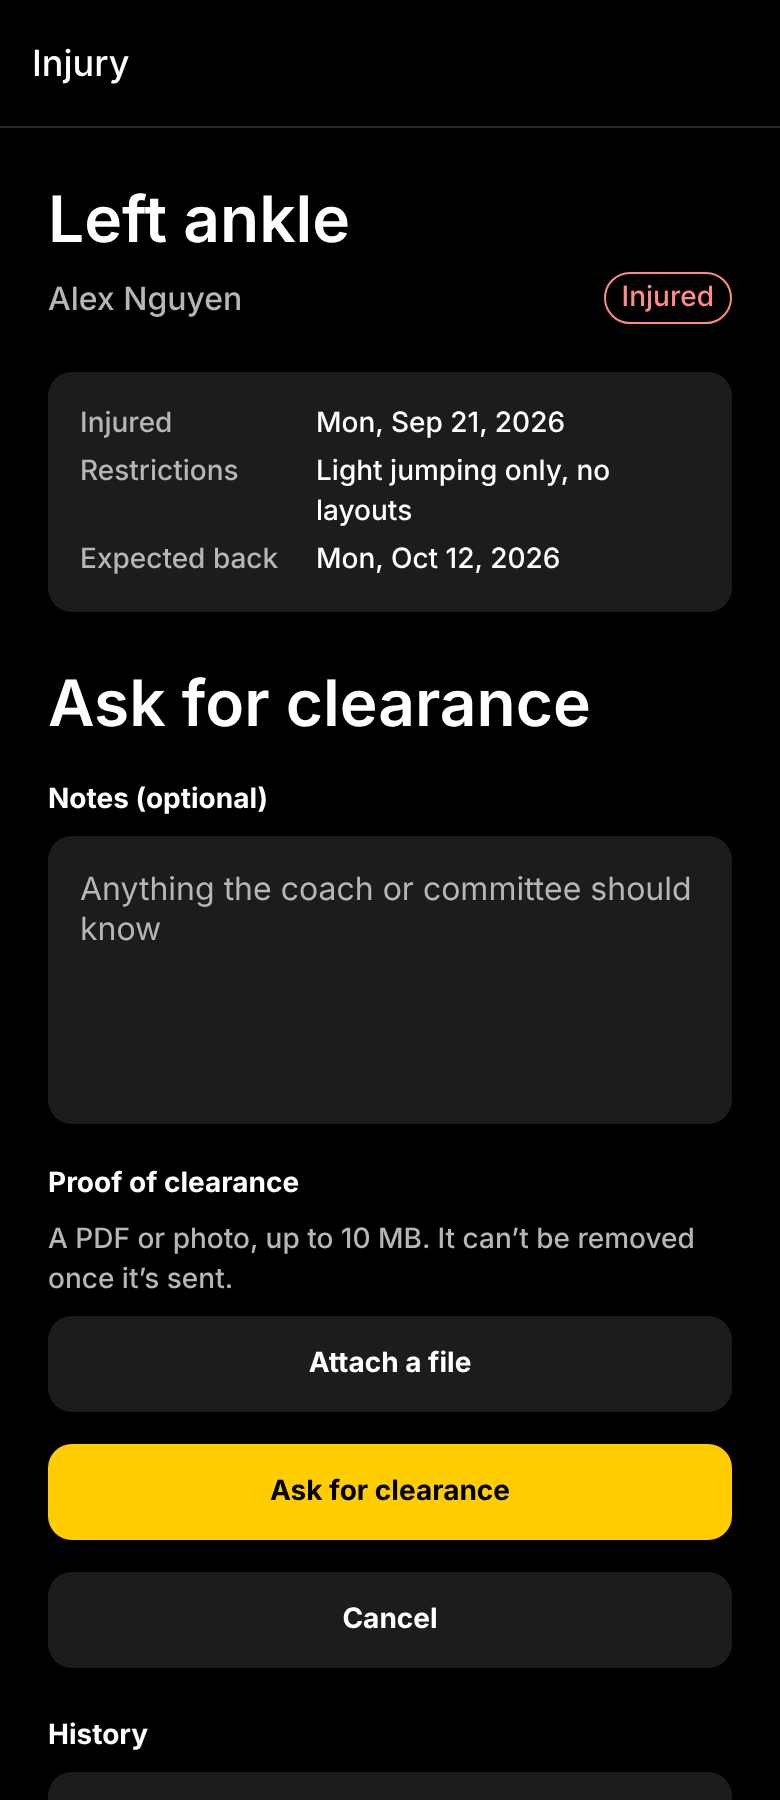 Injury
Left ankle
Alex Nguyen
Injured
Injured
Mon, Sep 21, 2026
Restrictions
Light jumping only, no
layouts
Expected back
Mon, Oct 12, 2026
Ask for clearance
Notes (optional)
Anything the coach or committee should
know
Proof of clearance
A PDF or photo, up to 10 MB. It can’t be removed
once it’s sent.
Attach a file
Ask for clearance
Cancel
History